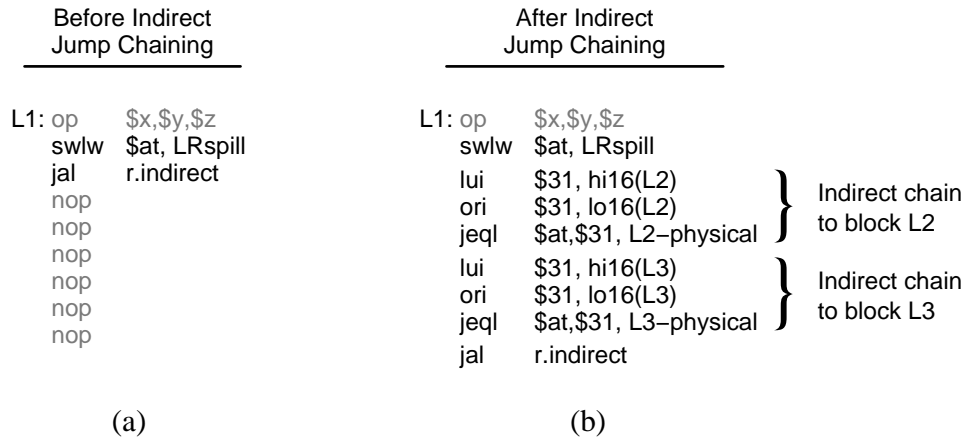 Before Indirect
Jump Chaining
L1: op $x,$y,$z
swlw $at, LRspill
jal r.indirect
nop
nop
nop
nop
nop
nop
(a)
After Indirect
Jump Chaining
L1: op $x,$y,$z
swlw $at, LRspill
lui $31, hi16(L2)
ori $31, lo16(L2)
jeql $at,$31, L2−physical
Indirect chain
to block L2
lui $31, hi16(L3)
ori $31, lo16(L3)
jeql $at,$31, L3−physical
Indirect chain
to block L3
jal r.indirect
(b)